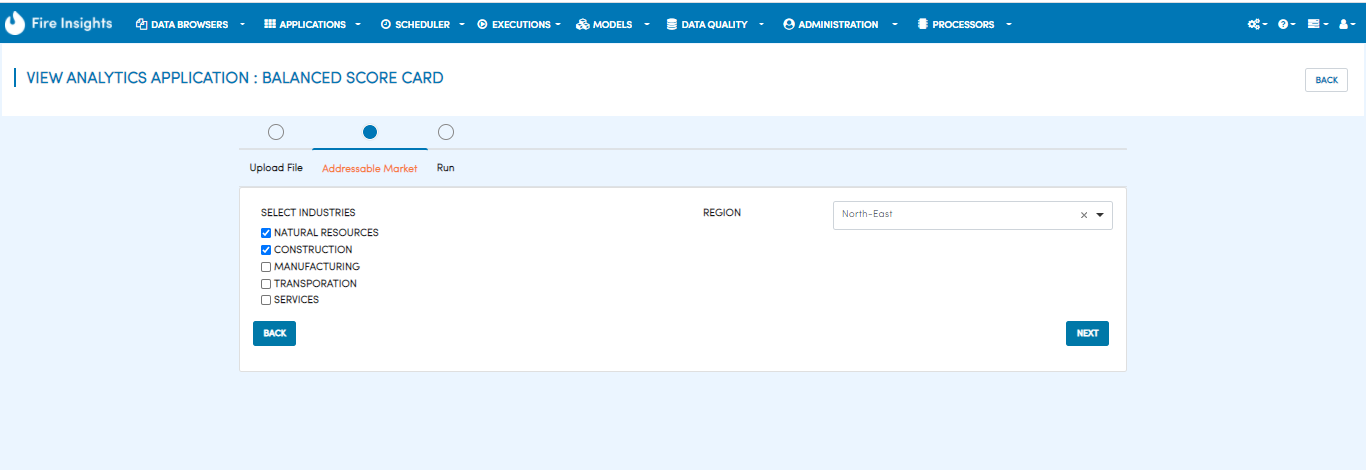 Fire Insights DATA BROWSERS APPLICATIONS SCHEDULER EXECUTIONS MODELS DATA QUALITY ADMINISTRATION PROCESSORS
VIEW ANALYTICS APPLICATION : BALANCED SCORE CARD BACK
Upload File Addressable Market Run
SELECT INDUSTRIES REGION North-East
NATURAL RESOURCES
CONSTRUCTION
MANUFACTURING
TRANSPORATION
SERVICES
BACK NEXT